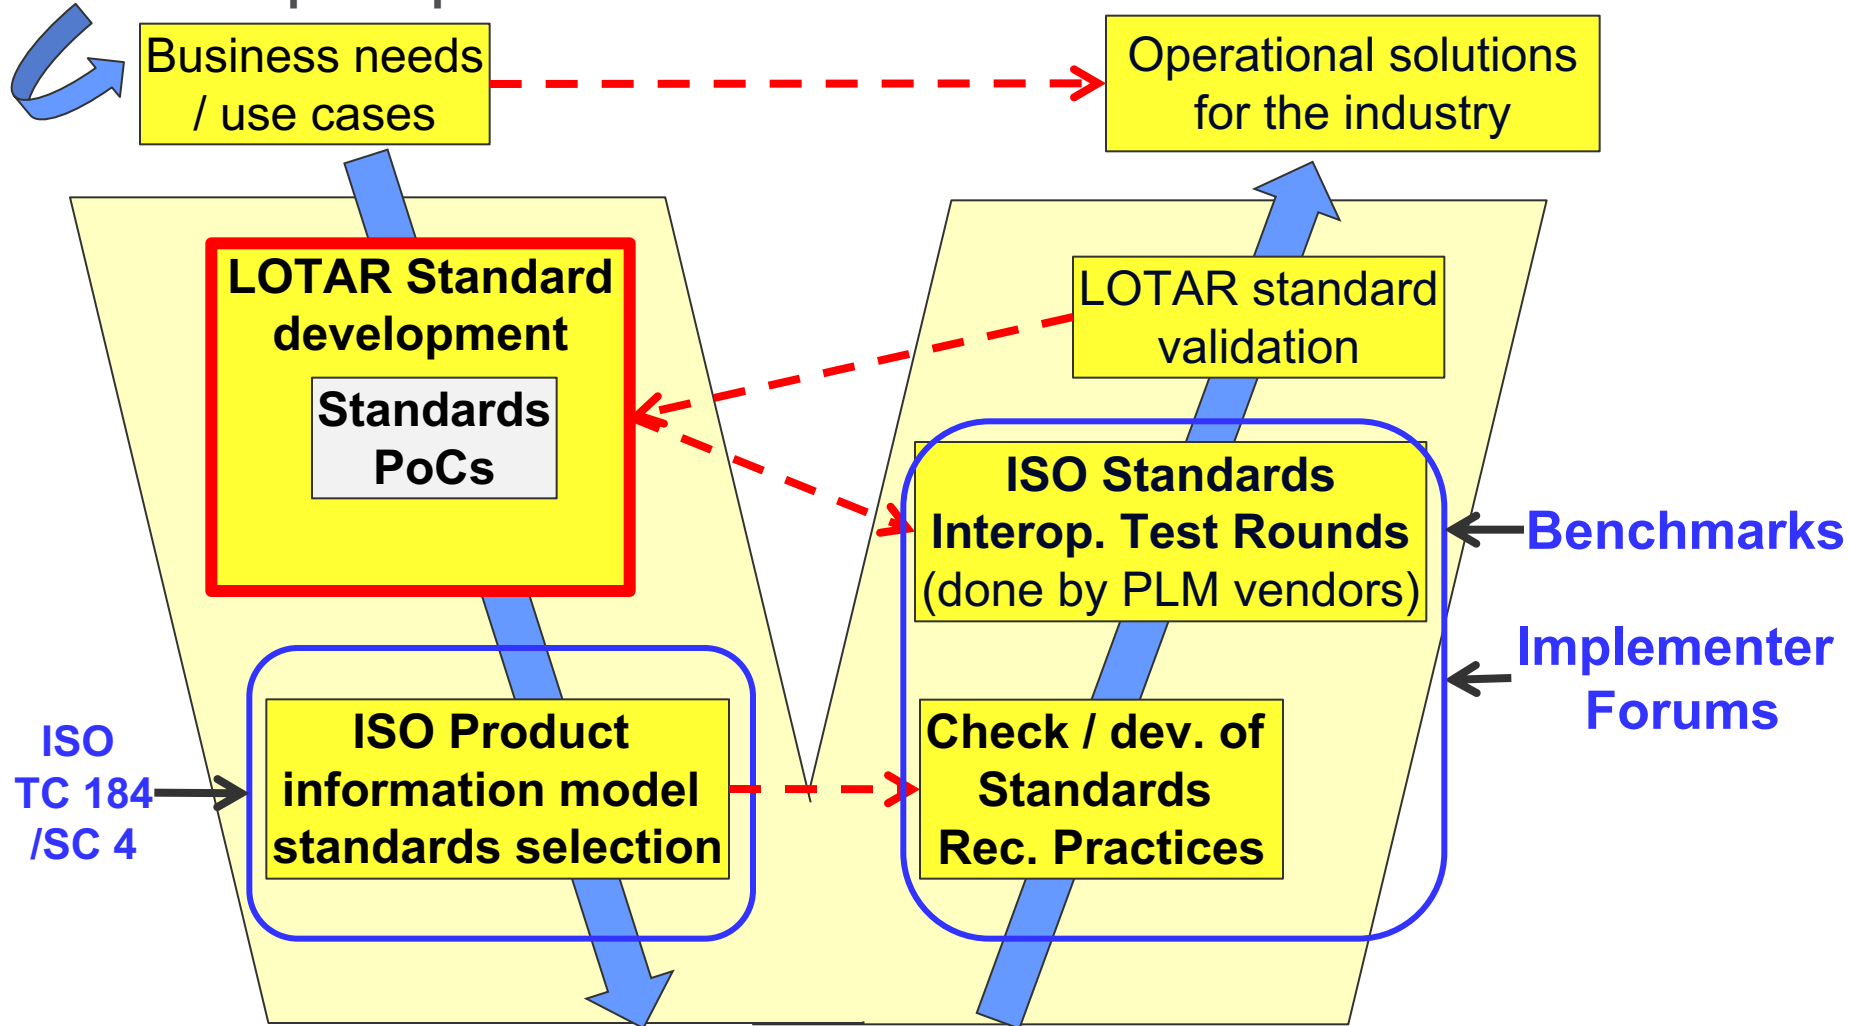 Business needs
/ use cases
Operational solutions
for the industry
LOTAR Standard
development
Standards
PoCs
LOTAR standard
validation
ISO Standards
Interop. Test Rounds
(done by PLM vendors)
Benchmarks
Implementer
Forums
ISO
TC 184
/SC 4
ISO Product
information model
standards selection
Check / dev. of
Standards
Rec. Practices